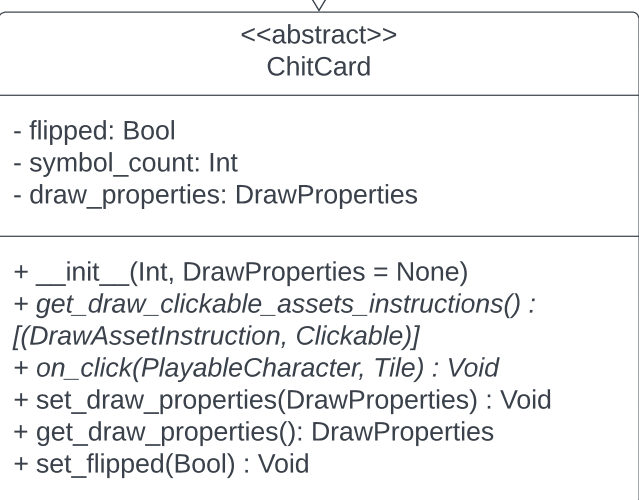 <<abstract>>
ChitCard
- flipped: Bool
- symbol_count: Int
- draw_properties: DrawProperties
+ __init__(Int, DrawProperties = None)
+ get_draw_clickable_assets_instructions() :
[(DrawAssetInstruction, Clickable)]
+ on_click(PlayableCharacter, Tile) : Void
+ set_draw_properties(DrawProperties) : Void
+ get_draw_properties(): DrawProperties
+ set_flipped(Bool) : Void